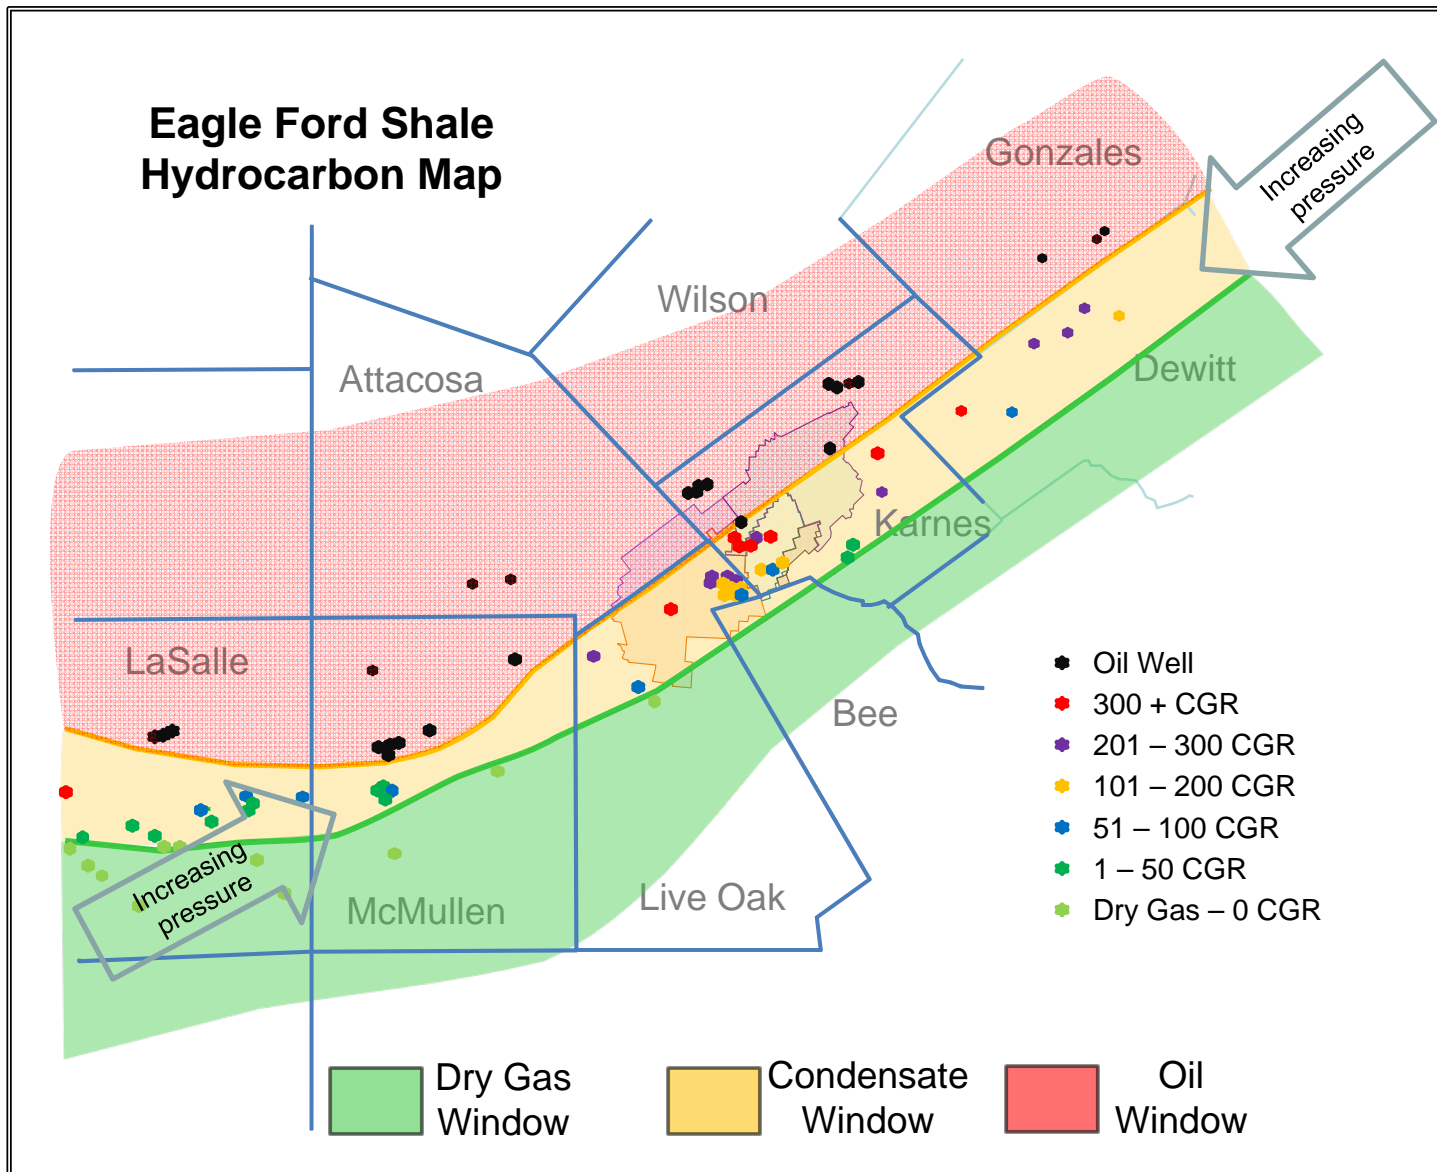 Eagle Ford Shale
Hydrocarbon Map
Gonzales
Increasing
pressure
Wilson
Attacosa
Dewitt
Karnes
LaSalle
Bee
Live Oak
McMullen
Increasing
pressure
Oil Well
300 + CGR
201 – 300 CGR
101 – 200 CGR
51 – 100 CGR
1 – 50 CGR
Dry Gas – 0 CGR
Dry Gas
Window
Condensate
Window
Oil
Window